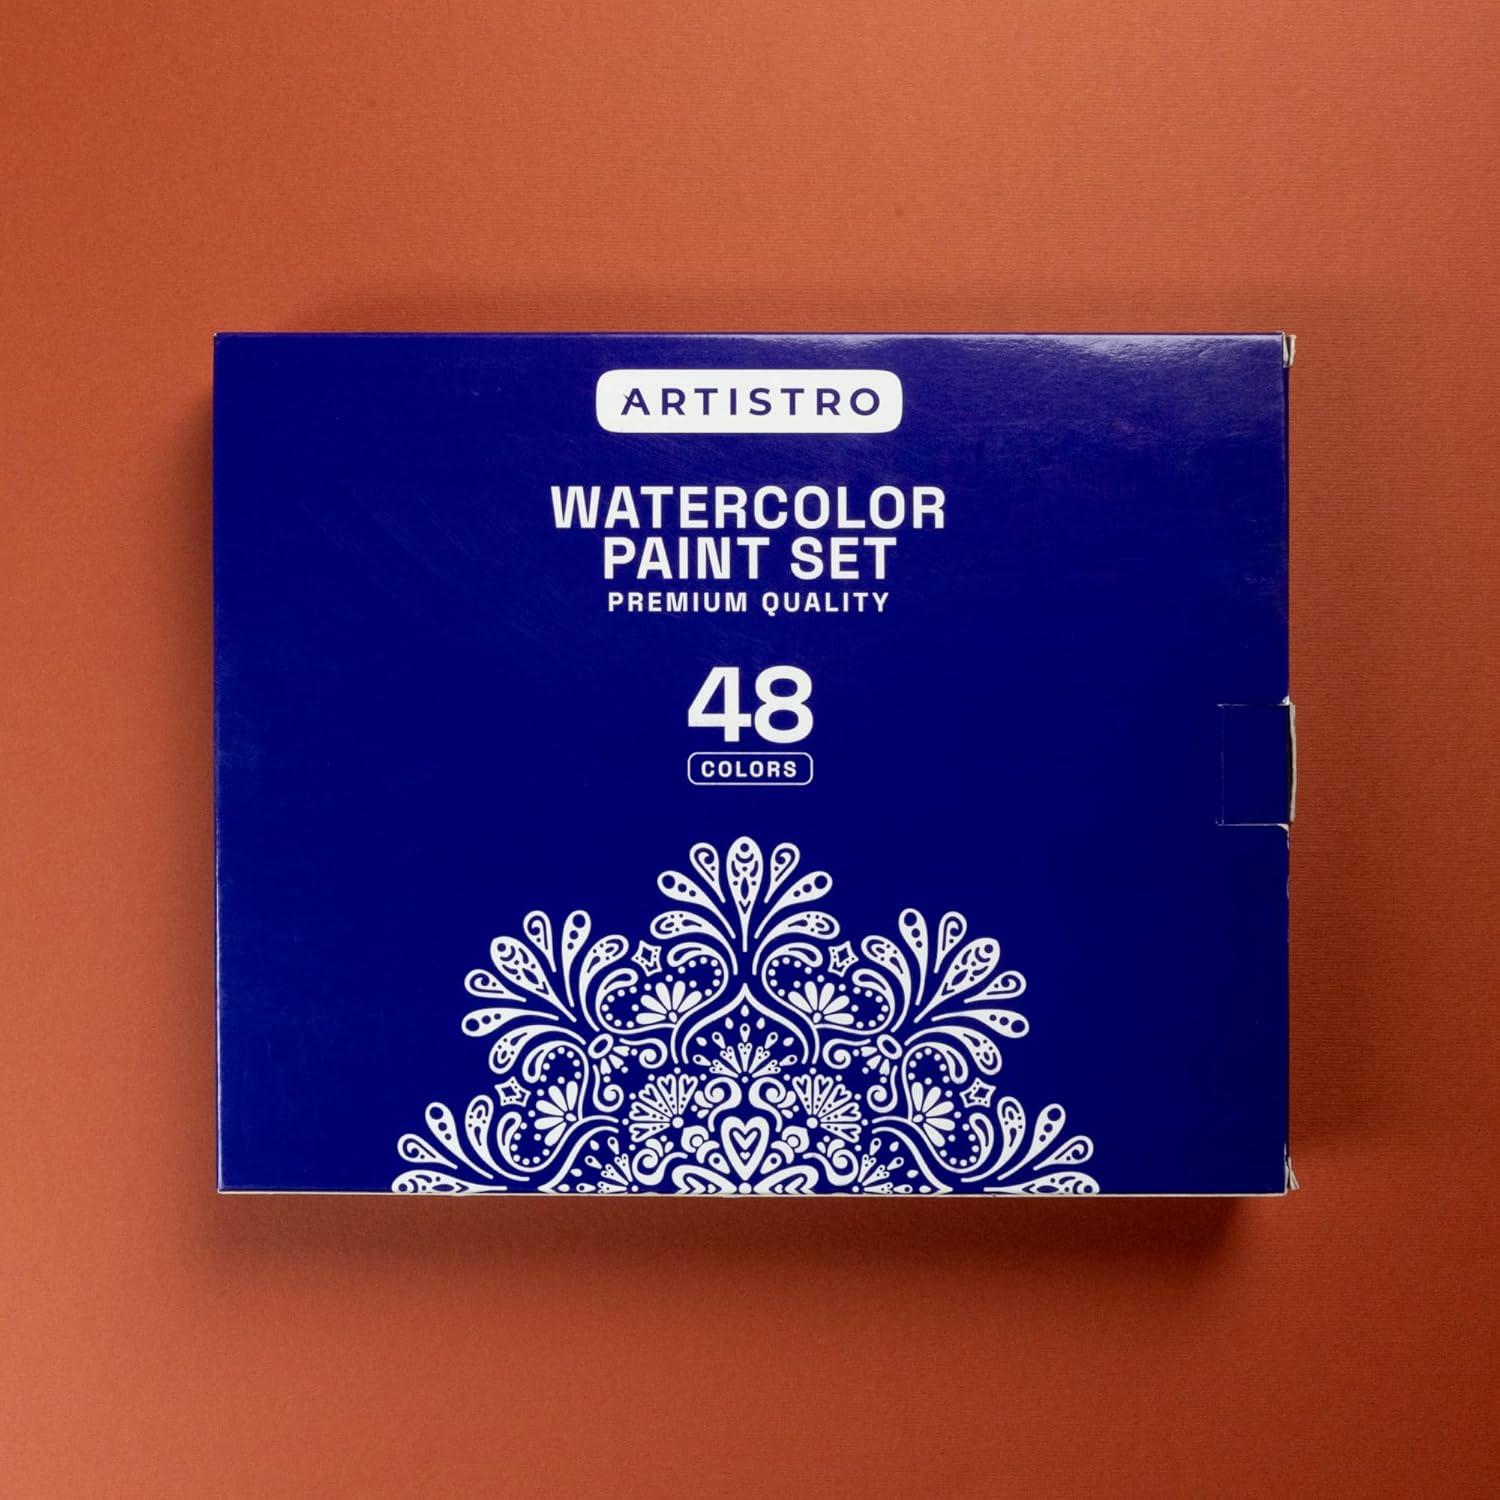 ARTISTRO
WATERCOLOR
PAINT SET
PREMIUM QUALITY
48
COLORS